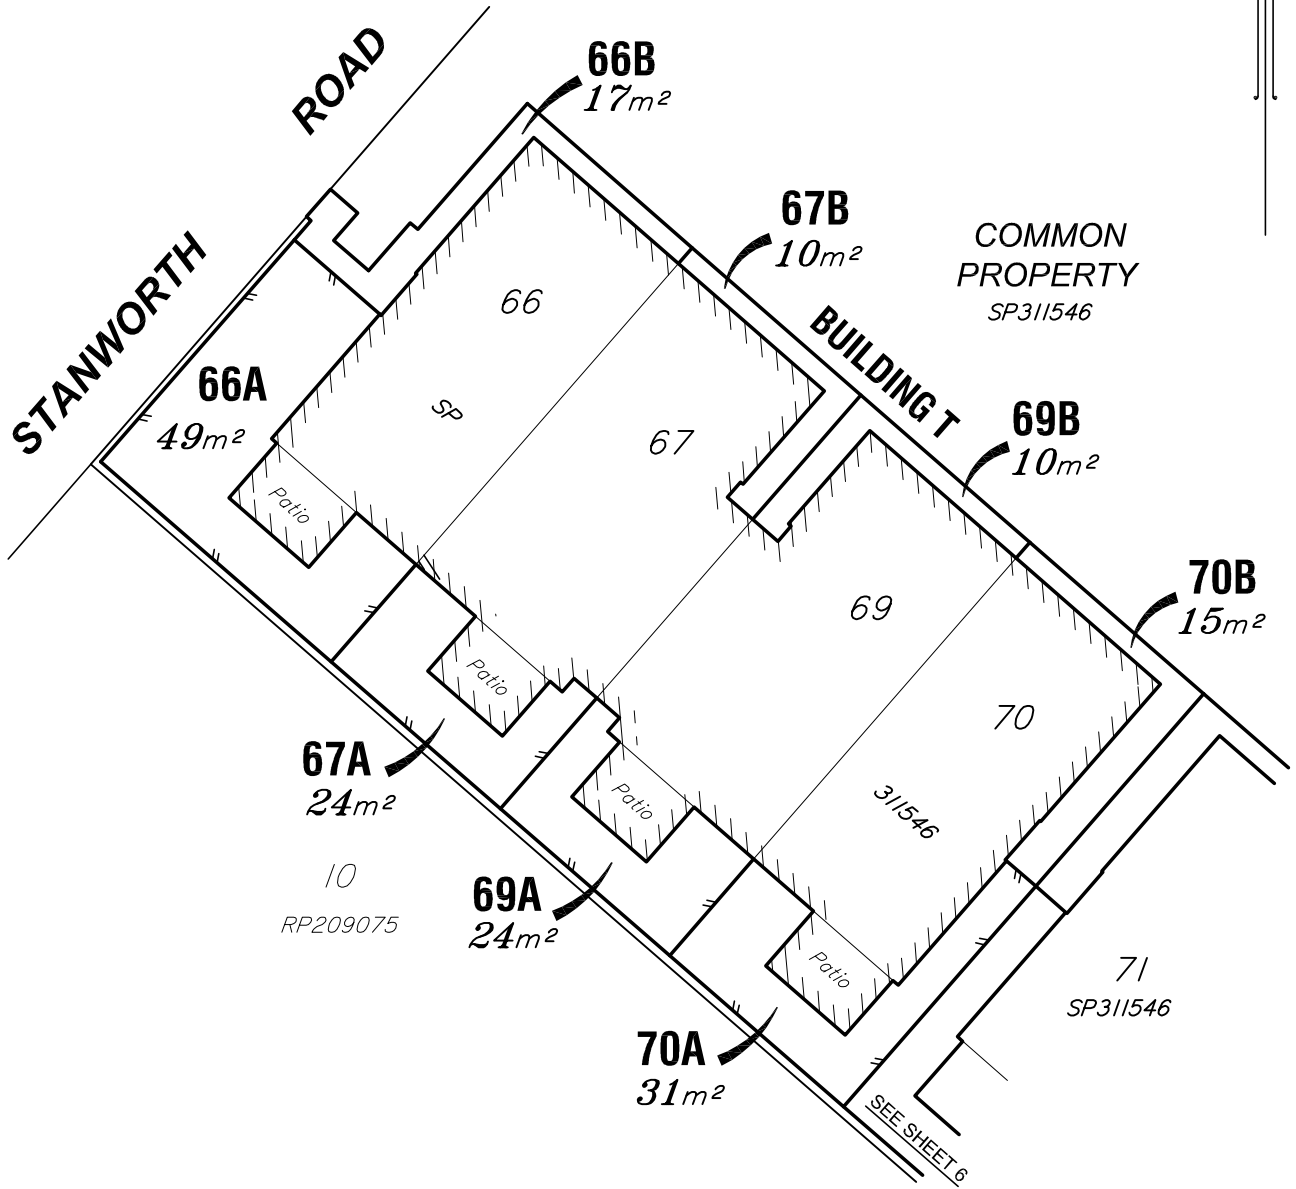 STANWORTH ROAD
66B
17m²
67B
10m²
COMMON
PROPERTY
SP311546
BUILDING T
66
66A
49m²
SP
67
69B
10m²
Patio
70B
15m²
69
Patio
70
67A
24m²
Patio
311546
10
RP209075
69A
24m²
Patio
71
SP311546
70A
31m²
SEE SHEET 6